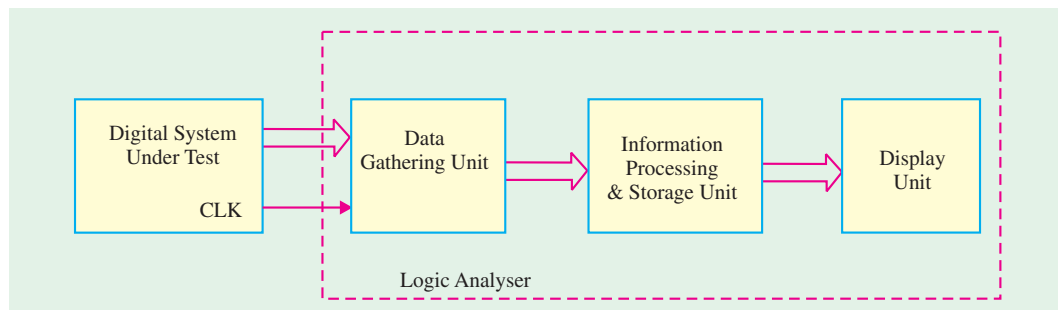 Digital System
Under Test
CLK
Data
Gathering Unit
Information
Processing
& Storage Unit
Display
Unit
Logic Analyser